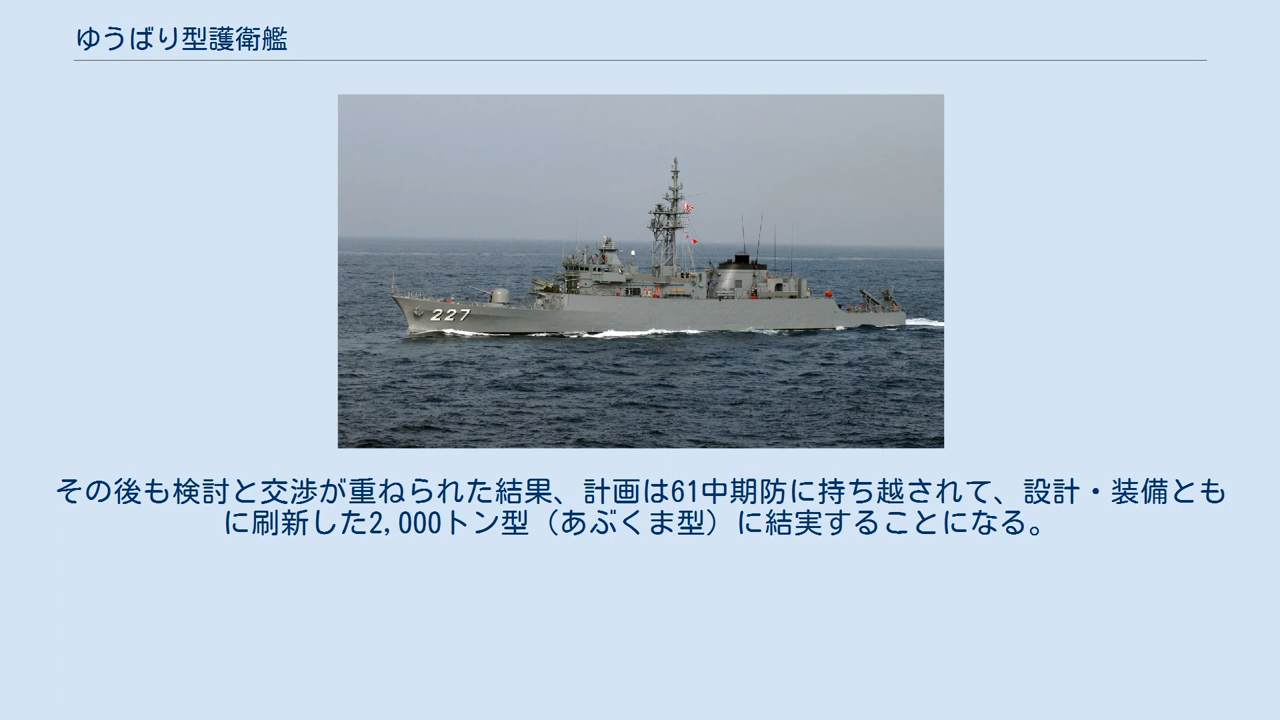 ゆうばり型護衛艦
227
その後も検討と交渉が重ねられた結果、計画は61中期防に持ち越されて、設計・装備とも
に刷新した2,000トン型（あぶくま型）に結実することになる。